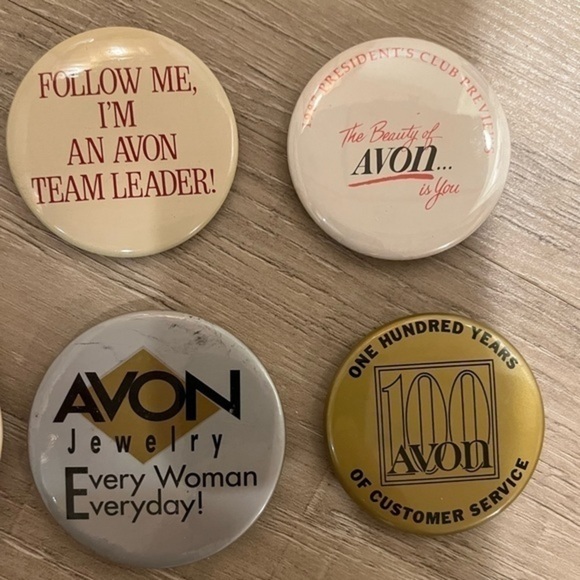 FOLLOW ME,
I'M
AN AVON
TEAM LEADER!
PRESIDENT'S CLUB PREVIEW
The Beauty of
AVON...
is You
AVON
Jewelry
Every Woman
Everyday!
ONE HUNDRED YEARS
100
AVON
OF CUSTOMER SERVICE